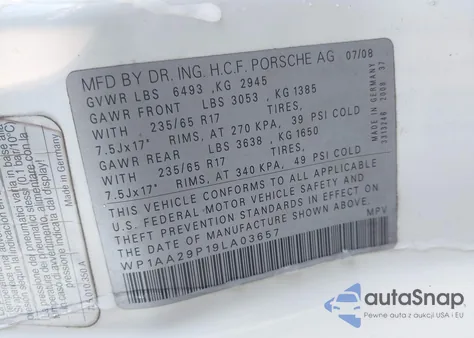 MFD BY DR. ING. H.C.F. PORSCHE AG 07/08
GVWR LBS 6493 ,KG 2945
GAWR FRONT LBS 3053 ,KG 1385
WITH 235/65 R17 TIRES,
7.5Jx17" RIMS, AT 270 KPA, 39 PSI COLD
GAWR REAR LBS 3638 ,KG 1650
WITH 235/65 R17 TIRES,
7.5Jx17" RIMS, AT 340 KPA, 49 PSI COLD
THIS VEHICLE CONFORMS TO ALL APPLICABLE
U.S. FEDERAL-MOTOR VEHICLE SAFETY AND
THEFT PREVENTION STANDARDS IN EFFECT ON
THE DATE OF MANUFACTURE SHOWN ABOVE.
WP1AA29P19LA03657 MPV
Made in Germany
autoSnap
Pewne auta z aukcji USA i EU